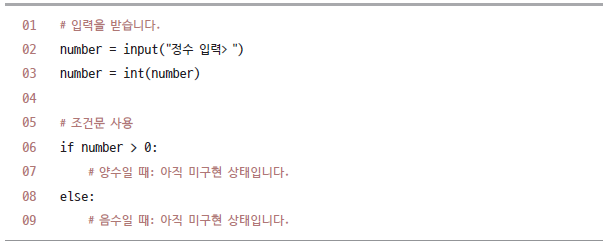 01 # 입력을 받습니다.
02 number = input("정수 입력> ")
03 number = int(number)
04
05 # 조건문 사용
06 if number > 0:
07     # 양수일 때: 아직 미구현 상태입니다.
08 else:
09     # 음수일 때: 아직 미구현 상태입니다.